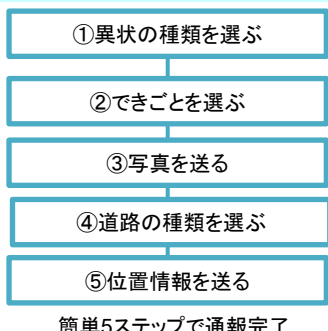 ①異状の種類を選ぶ
②できごとを選ぶ
③写真を送る
④道路の種類を選ぶ
⑤位置情報を送る
簡単5ステップで通報完了